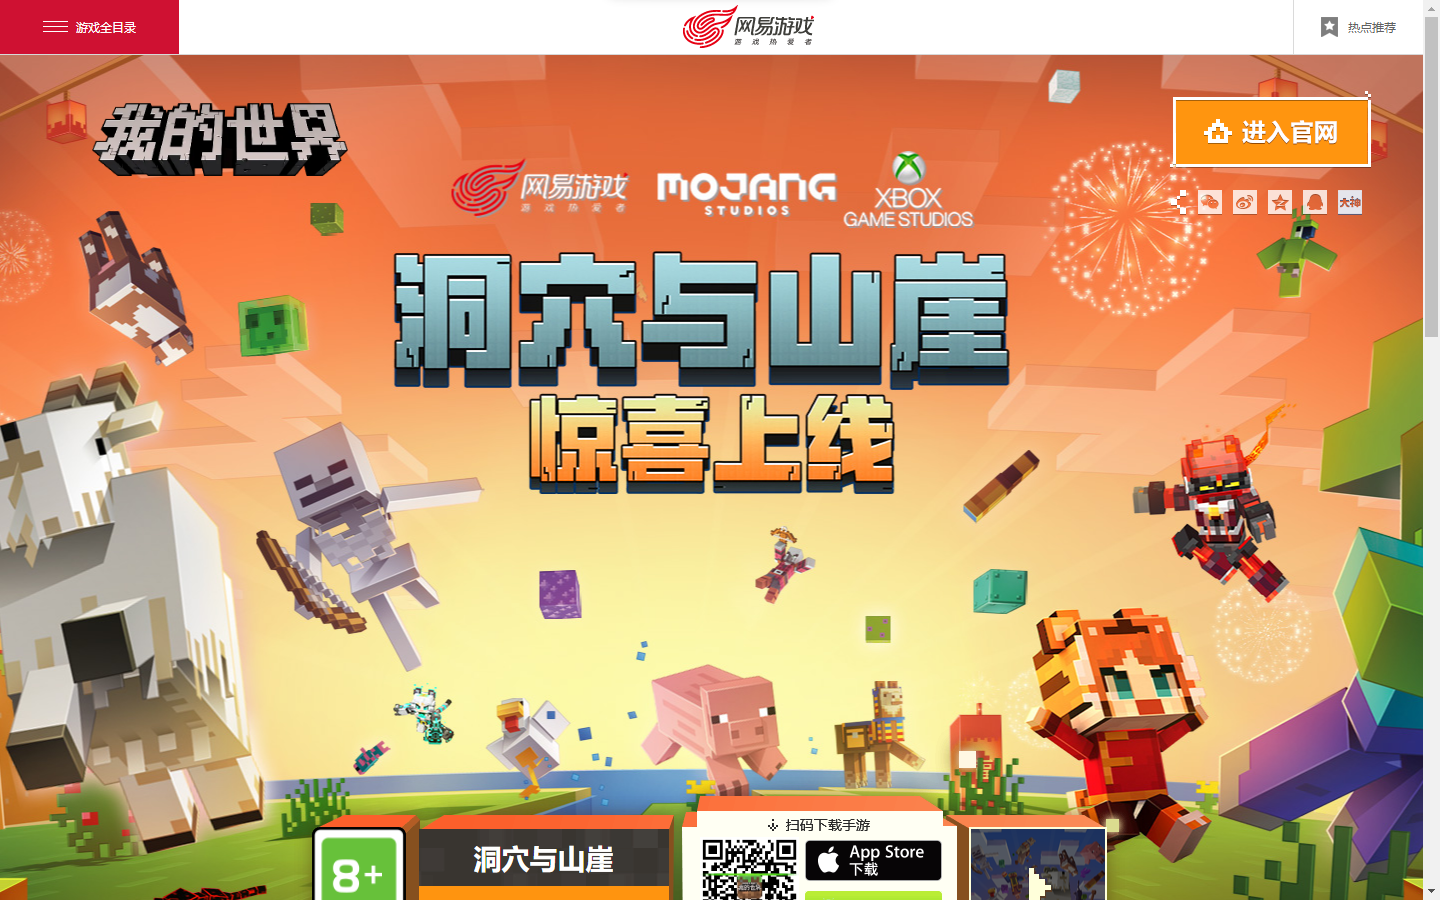 游戏全目录
网易游戏
游戏热爱者
热点推荐
我的世界
进入官网
网易游戏
游戏热爱者
MOJANG
STUDIOS
XBOX
GAME STUDIOS
大神
洞穴与山崖
惊喜上线
扫码下载手游
8+
洞穴与山崖
App Store
下载